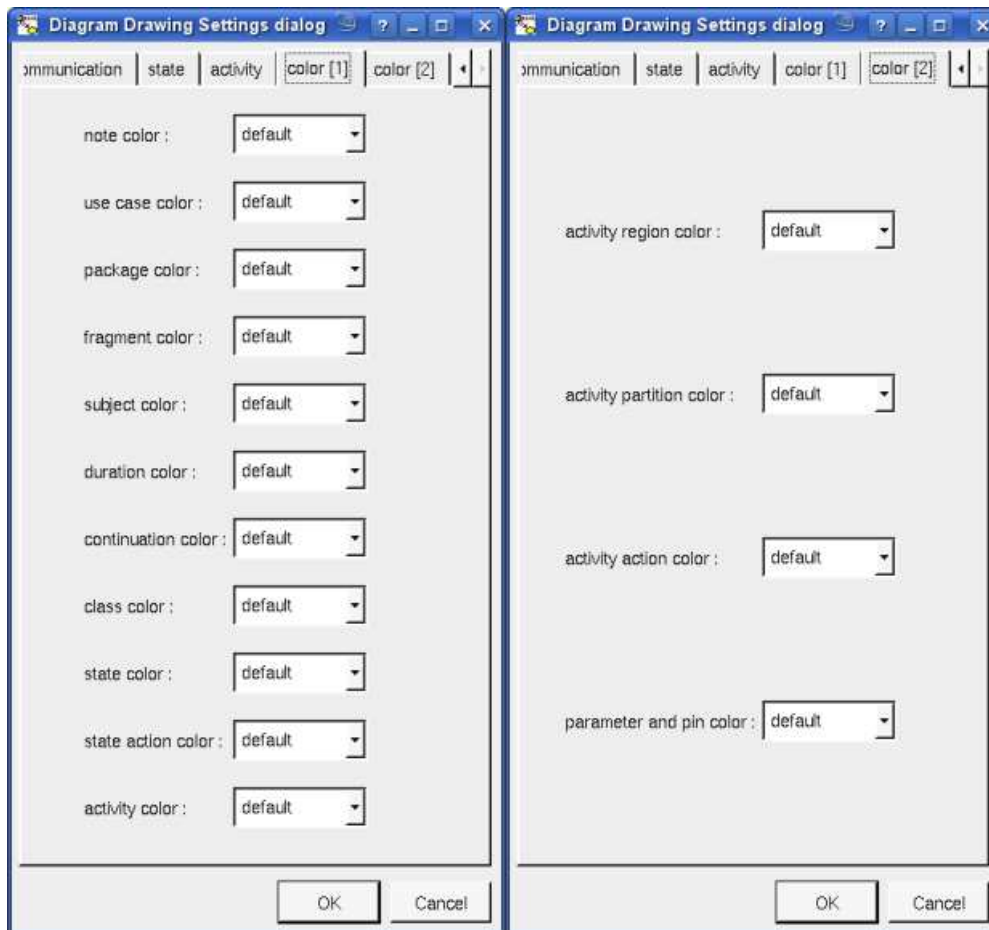 Diagram Drawing Settings dialog
ommunication state activity color [1] color [2]
note color : default
use case color : default
package color : default
fragment color : default
subject color : default
duration color : default
continuation color : default
class color : default
state color : default
state action color : default
activity color : default
OK Cancel
Diagram Drawing Settings dialog
ommunication state activity color [1] color [2]
activity region color : default
activity partition color : default
activity action color : default
parameter and pin color : default
OK Cancel